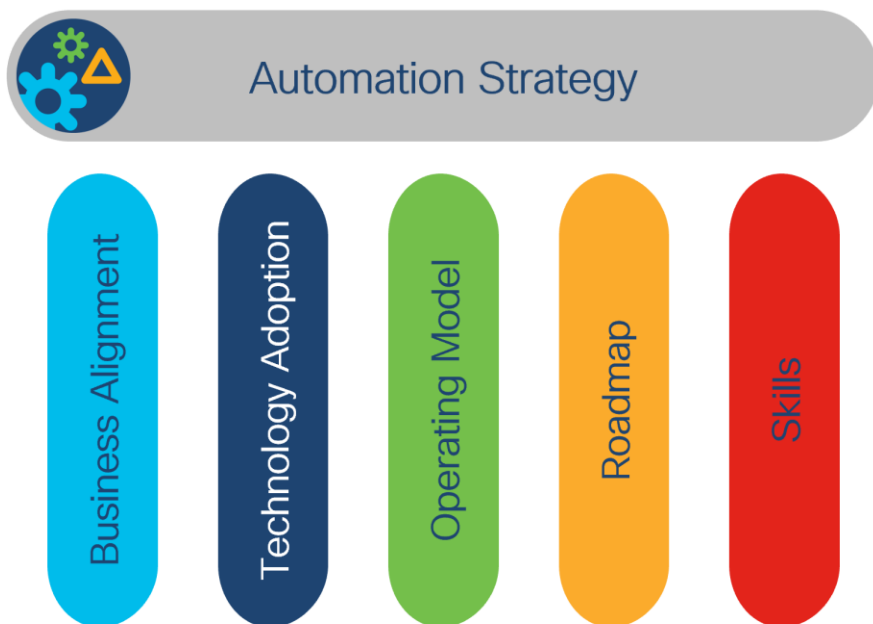 Automation Strategy
Business Alignment
Technology Adoption
Operating Model
Roadmap
Skills